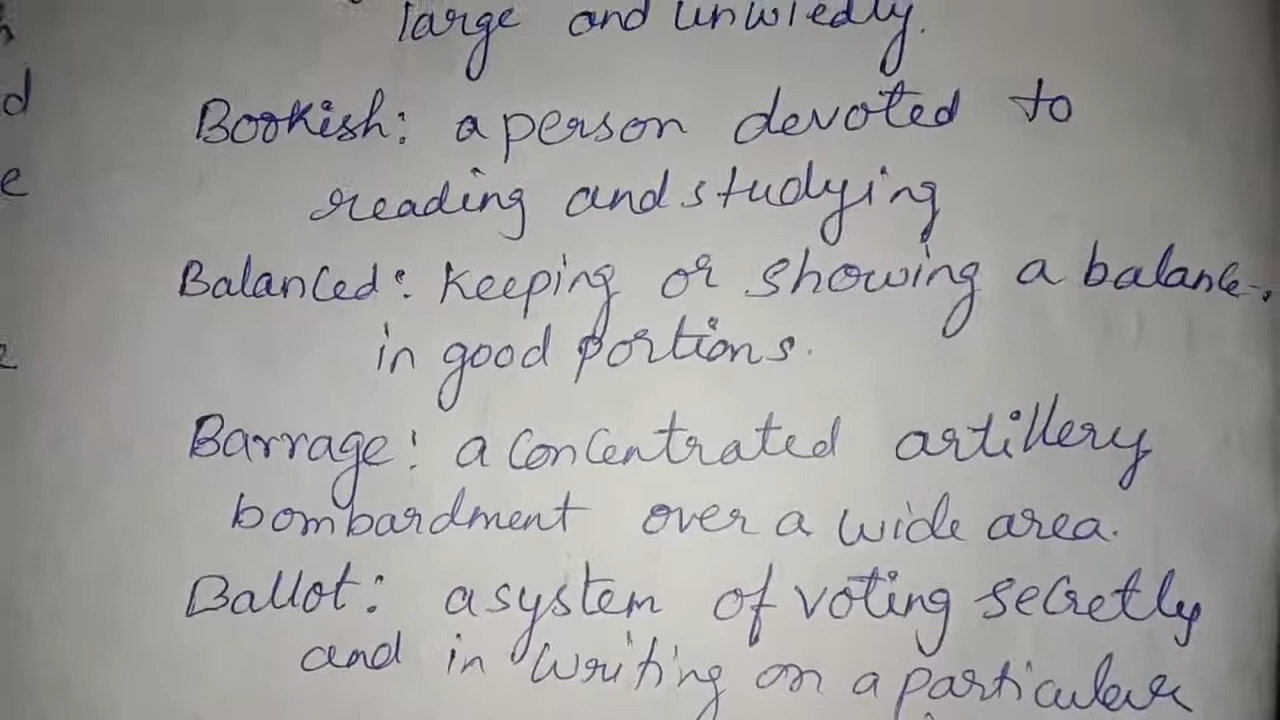 large and unwiedly.
d
Bookish: a person devoted to
e
reading and studying
Balanced: Keeping or showing a balance.
in good portions.
Barrage: a concentrated artillery
bombardment over a wide area.
Ballot: a system of voting secretly
and in writing on a particular